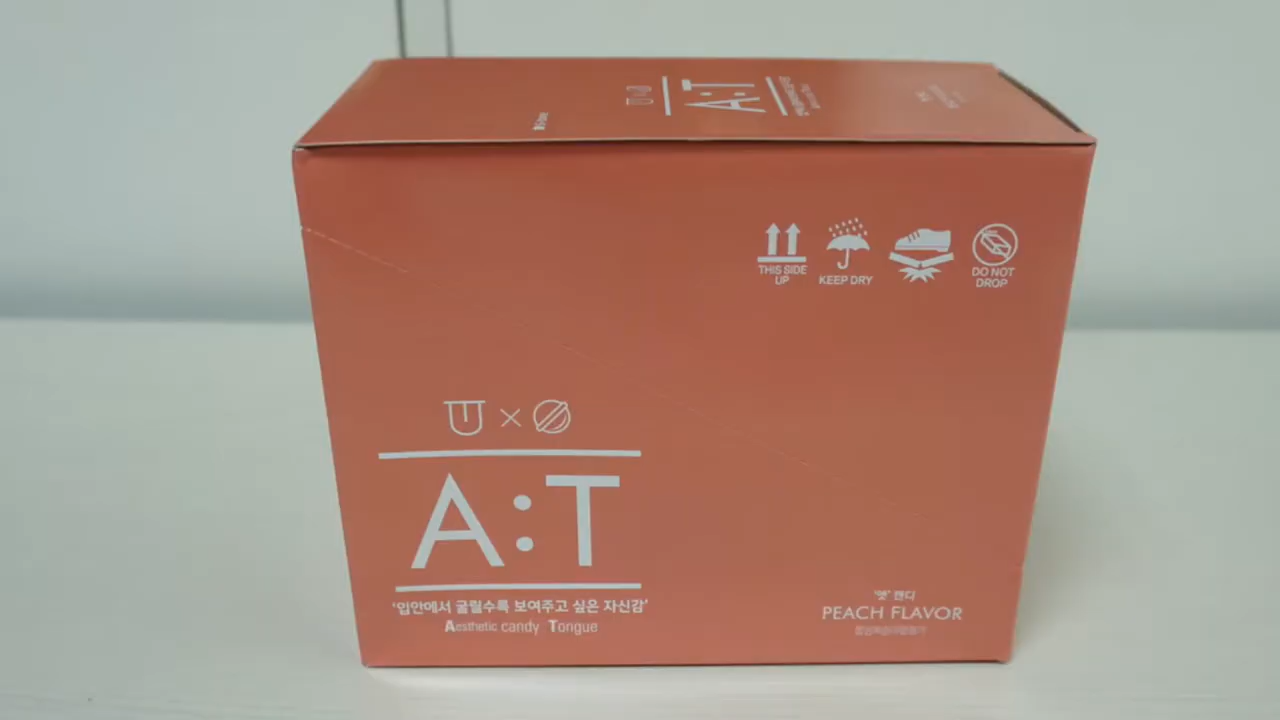 A:T
THIS SIDE UP
KEEP DRY
DO NOT DROP
A:T
'입안에서 굴릴수록 보여주고 싶은 자신감'
Aesthetic candy Tongue
'앳' 캔디
PEACH FLAVOR